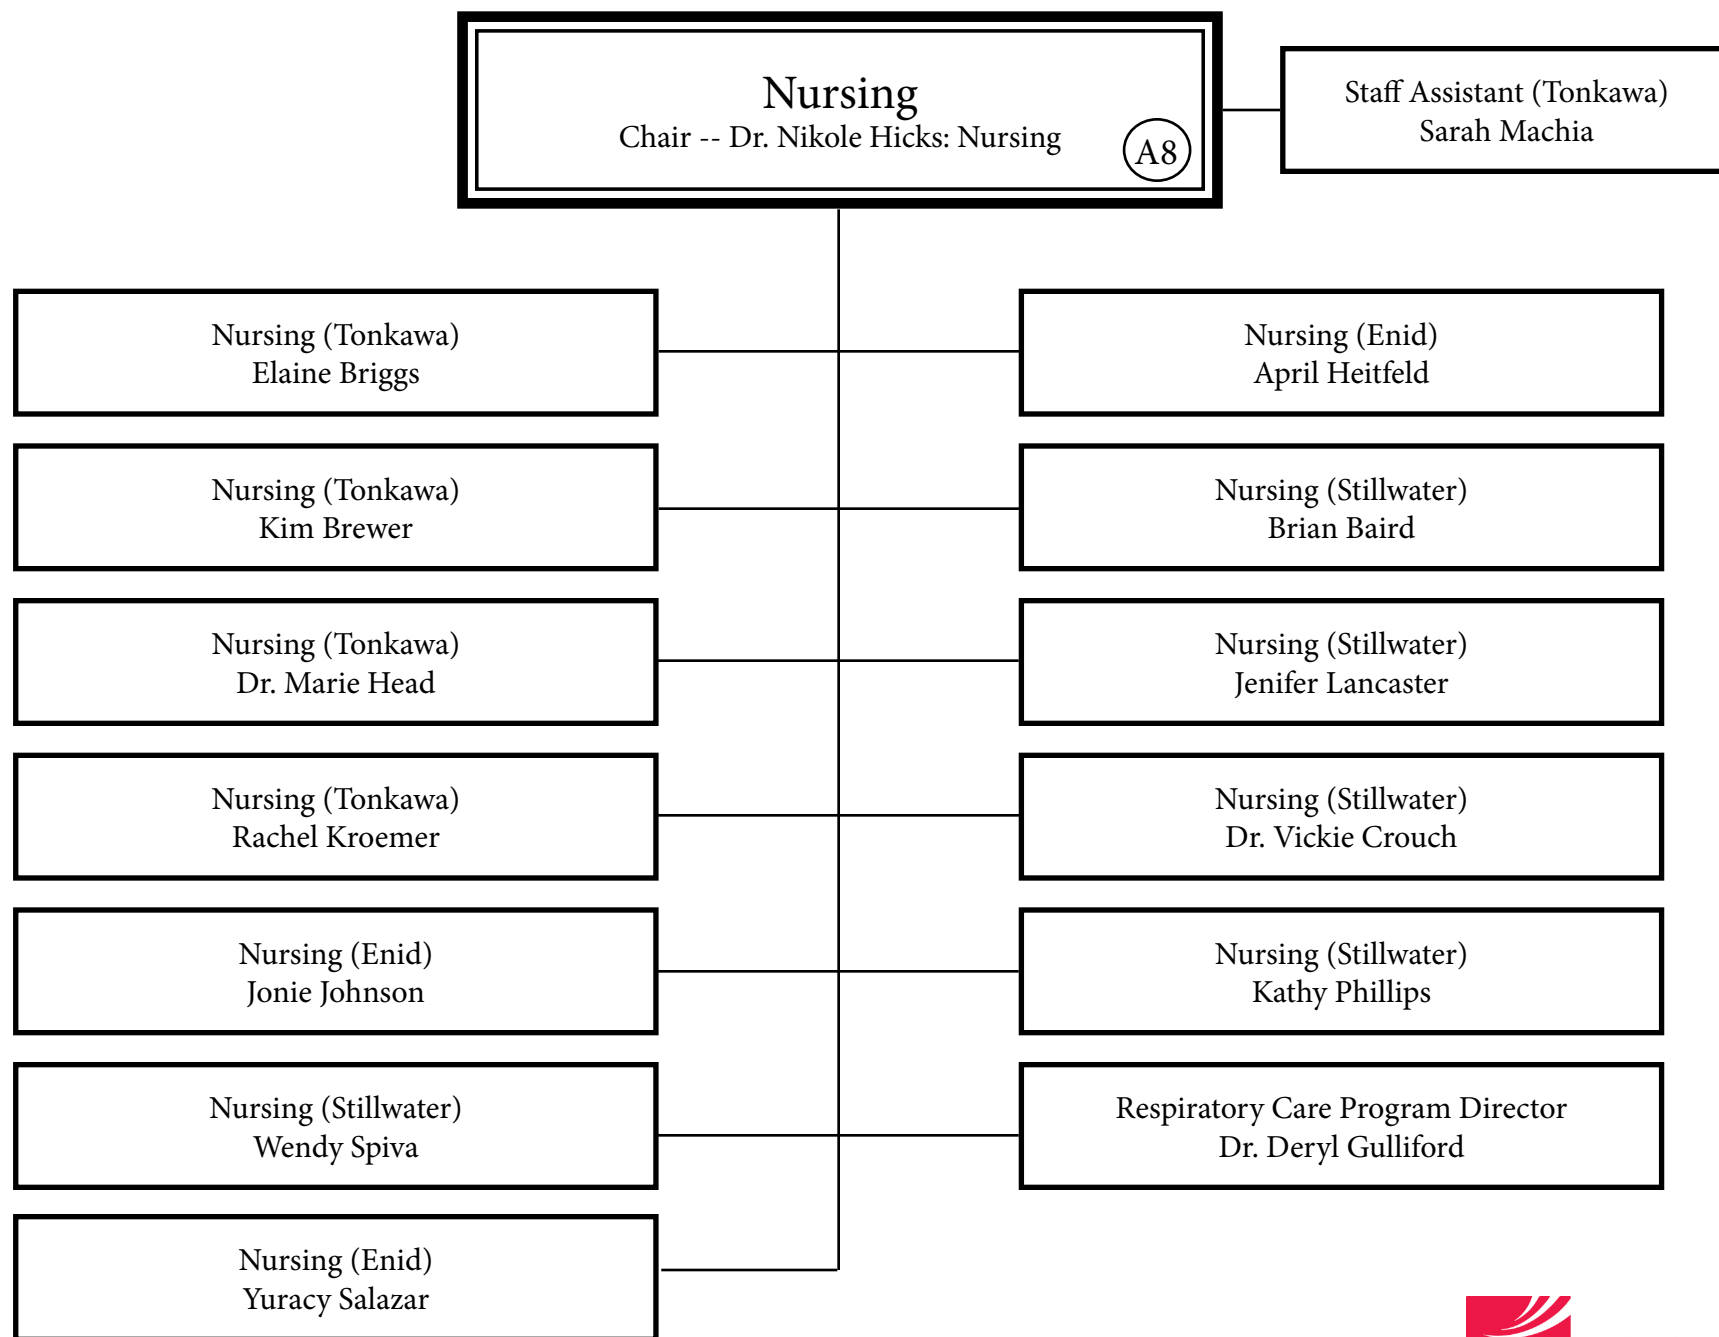 Nursing
Chair -- Dr. Nikole Hicks: Nursing
A8
Staff Assistant (Tonkawa)
Sarah Machia
Nursing (Tonkawa)
Elaine Briggs
Nursing (Enid)
April Heitfeld
Nursing (Tonkawa)
Kim Brewer
Nursing (Stillwater)
Brian Baird
Nursing (Tonkawa)
Dr. Marie Head
Nursing (Stillwater)
Jenifer Lancaster
Nursing (Tonkawa)
Rachel Kroemer
Nursing (Stillwater)
Dr. Vickie Crouch
Nursing (Enid)
Jonie Johnson
Nursing (Stillwater)
Kathy Phillips
Nursing (Stillwater)
Wendy Spiva
Respiratory Care Program Director
Dr. Deryl Gulliford
Nursing (Enid)
Yuracy Salazar